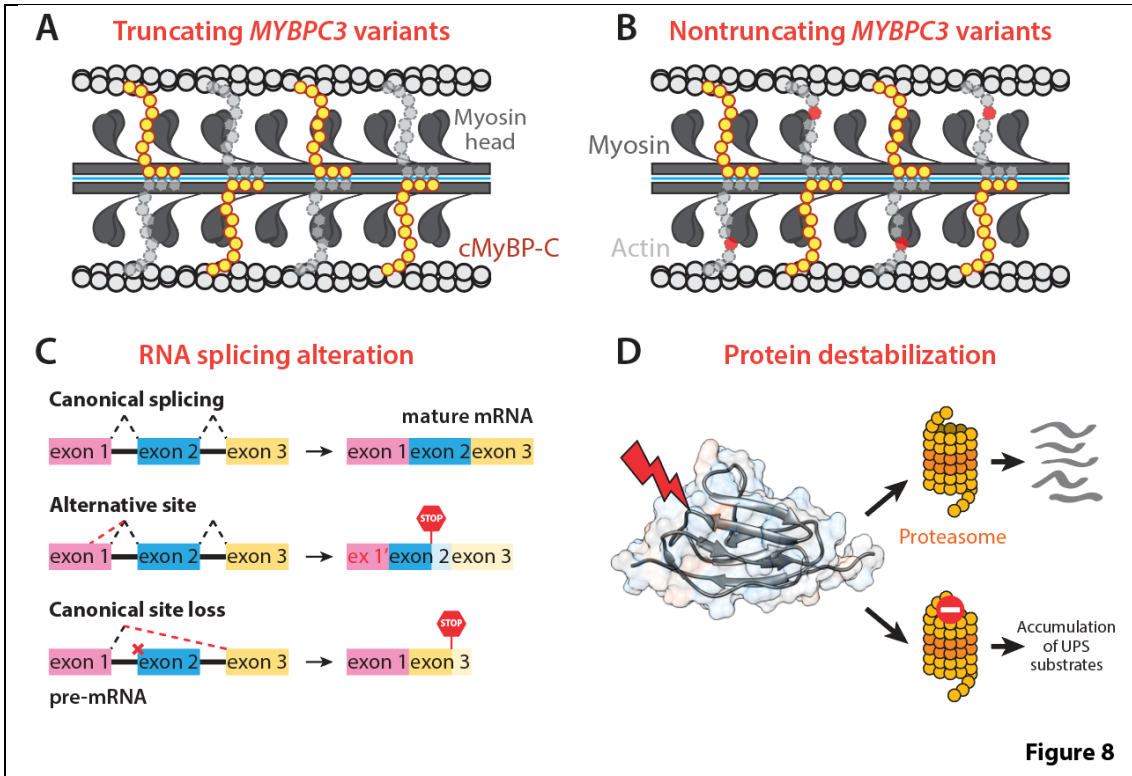 A Truncating MYBPC3 variants
Myosin
head
cMyBP-C
B Nontruncating MYBPC3 variants
Myosin
Actin
C RNA splicing alteration
Canonical splicing
mature mRNA
exon 1 exon 2 exon 3
exon 1 exon 2 exon 3
Alternative site
STOP
exon 1 exon 2 exon 3
ex 1' exon 2 exon 3
Canonical site loss
STOP
exon 1 exon 2 exon 3
exon 1 exon 3
pre-mRNA
D Protein destabilization
Proteasome
Accumulation
of UPS
substrates
Figure 8